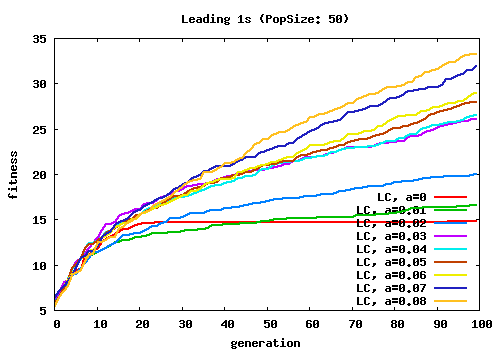 Leading 1s (PopSize: 50)
35
30
25
20
15
10
5
fitness
LC, a=0
LC, a=0.01
LC, a=0.02
LC, a=0.03
LC, a=0.04
LC, a=0.05
LC, a=0.06
LC, a=0.07
LC, a=0.08
0 10 20 30 40 50 60 70 80 90 100
generation